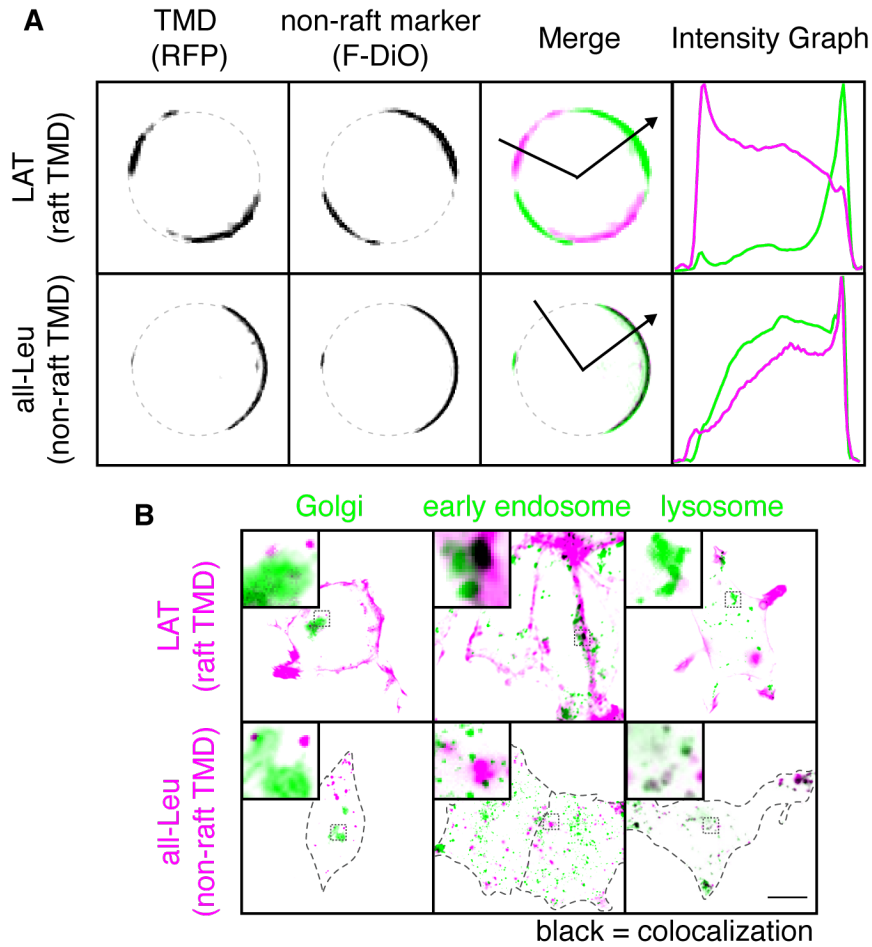 A
TMD
(RFP)
non-raft marker
(F-DiO)
Merge
Intensity Graph
LAT
(raft TMD)
all-Leu
(non-raft TMD)
B
Golgi
early endosome
lysosome
LAT
(raft TMD)
all-Leu
(non-raft TMD)
black = colocalization